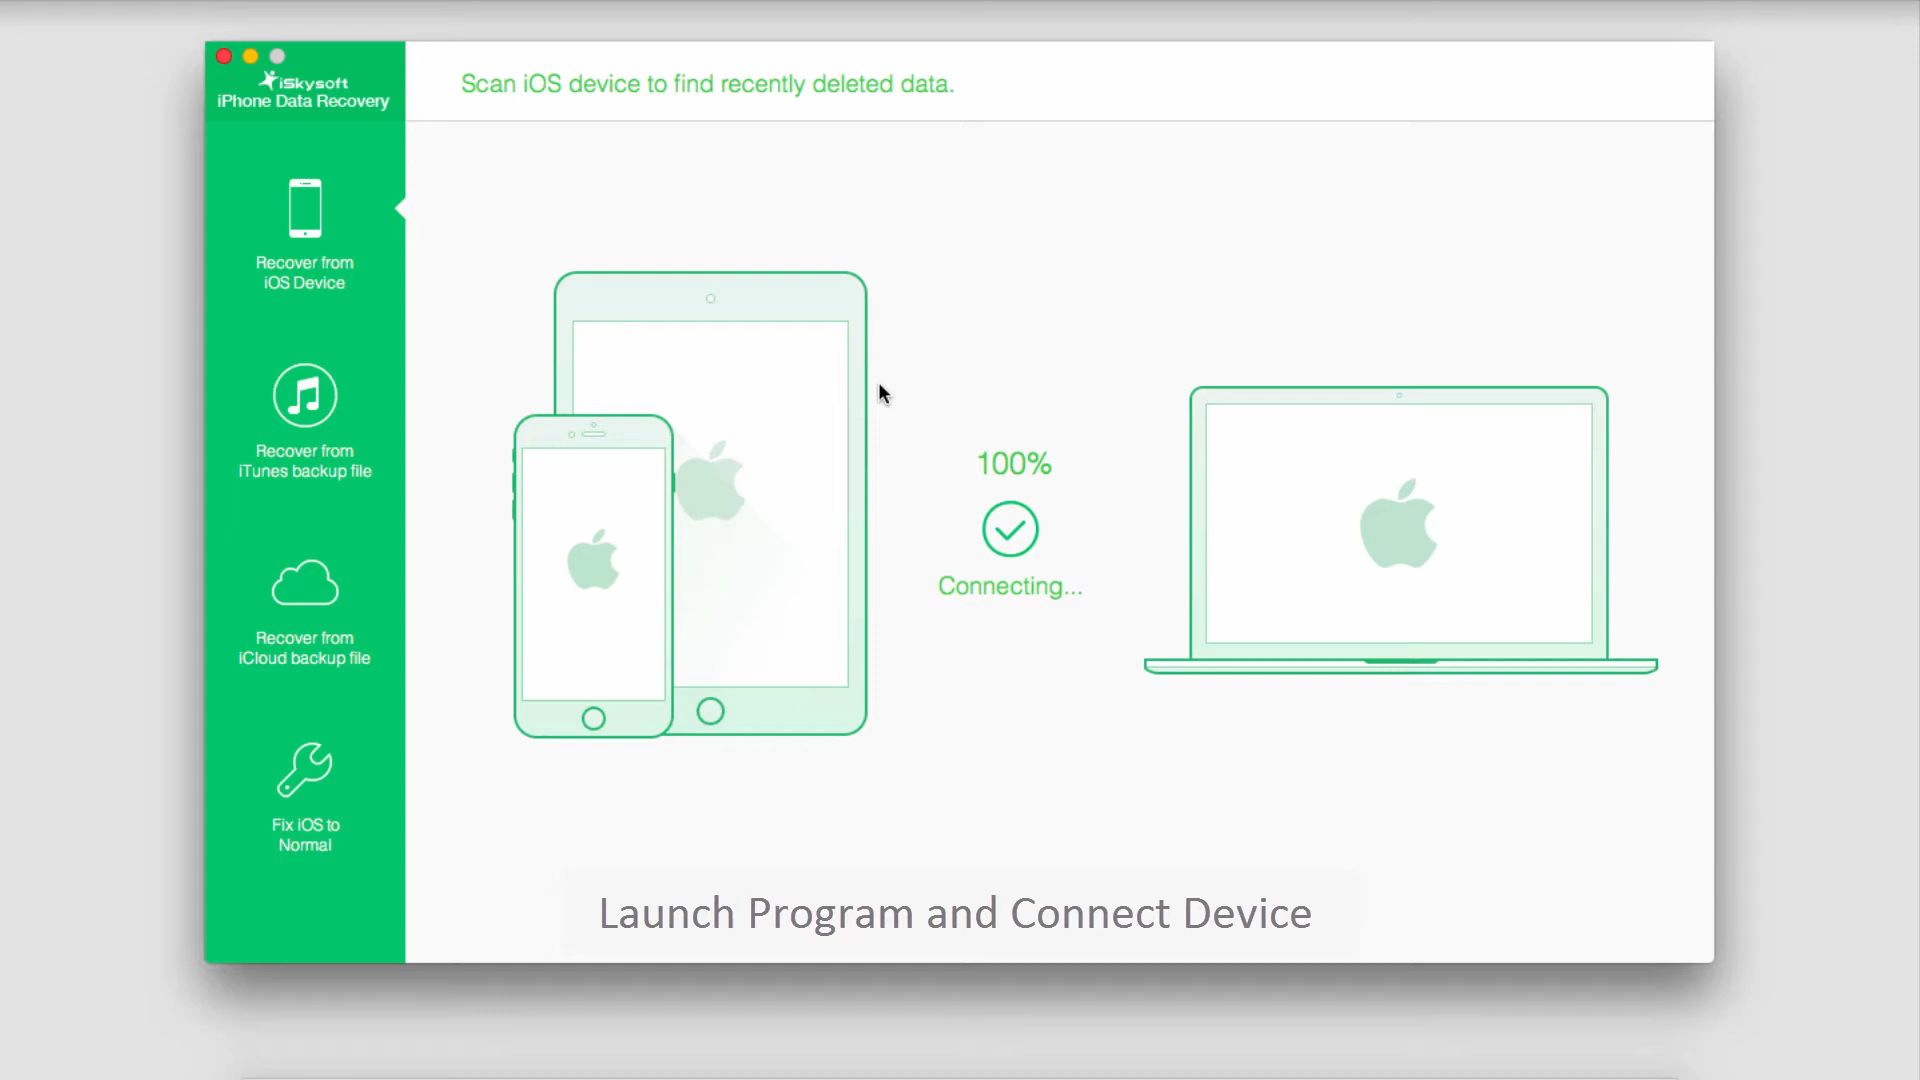 iSkysoft
iPhone Data Recovery
Scan iOS device to find recently deleted data.
Recover from
iOS Device
Recover from
iTunes backup file
Recover from
iCloud backup file
Fix iOS to
Normal
100%
Connecting...
Launch Program and Connect Device